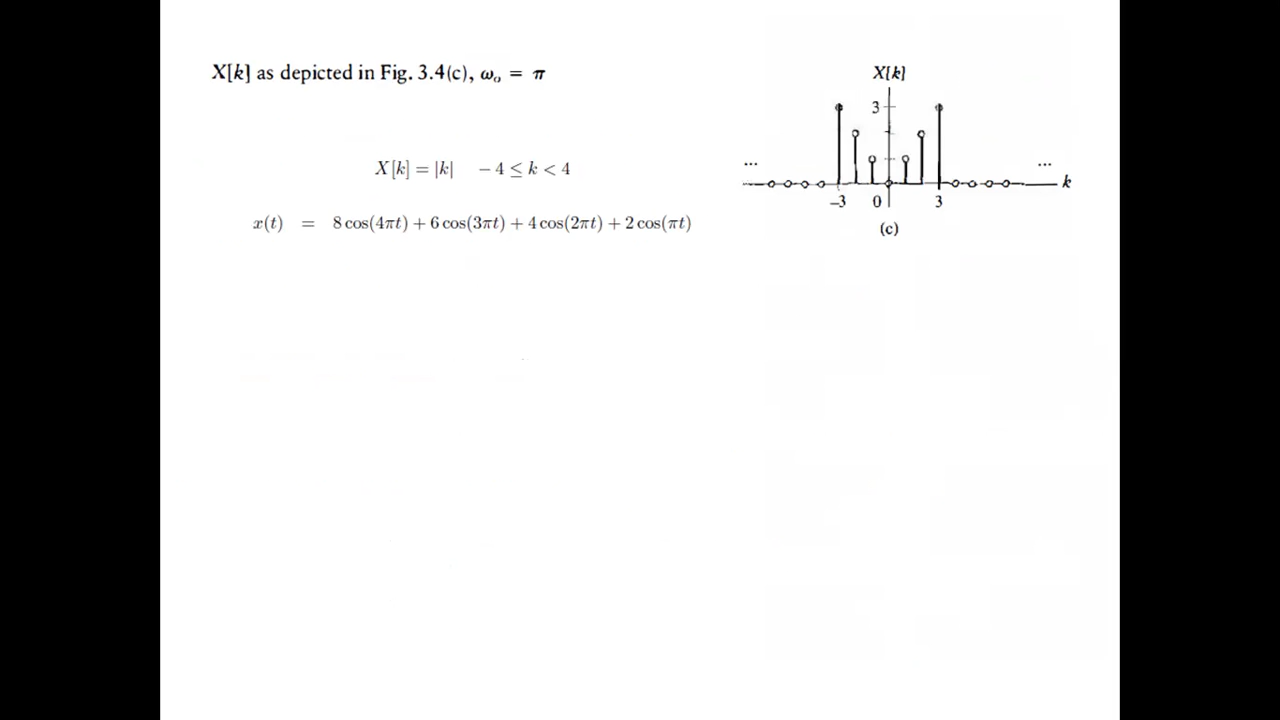 X[k] as depicted in Fig. 3.4(c), ωₒ = π
X[k] = |k| − 4 ≤ k < 4
x(t) = 8 cos(4πt) + 6 cos(3πt) + 4 cos(2πt) + 2 cos(πt)
X[k]
3
... ...
k
–3 0 3
(c)